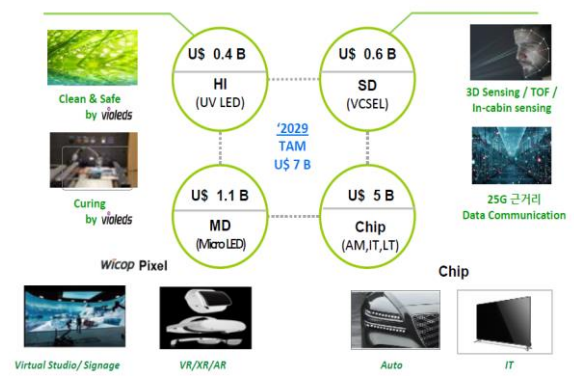 U$ 0.4 B
HI
(UV LED)
U$ 0.6 B
SD
(VCSEL)
Clean & Safe
by violeds
3D Sensing / TOF /
In-cabin sensing
'2029
TAM
U$ 7 B
Curing
by violeds
25G 근거리
Data Communication
U$ 1.1 B
MD
(Micro LED)
U$ 5 B
Chip
(AM,IT,LT)
Wicop Pixel
Chip
Virtual Studio/ Signage
VR/XR/AR
Auto
IT